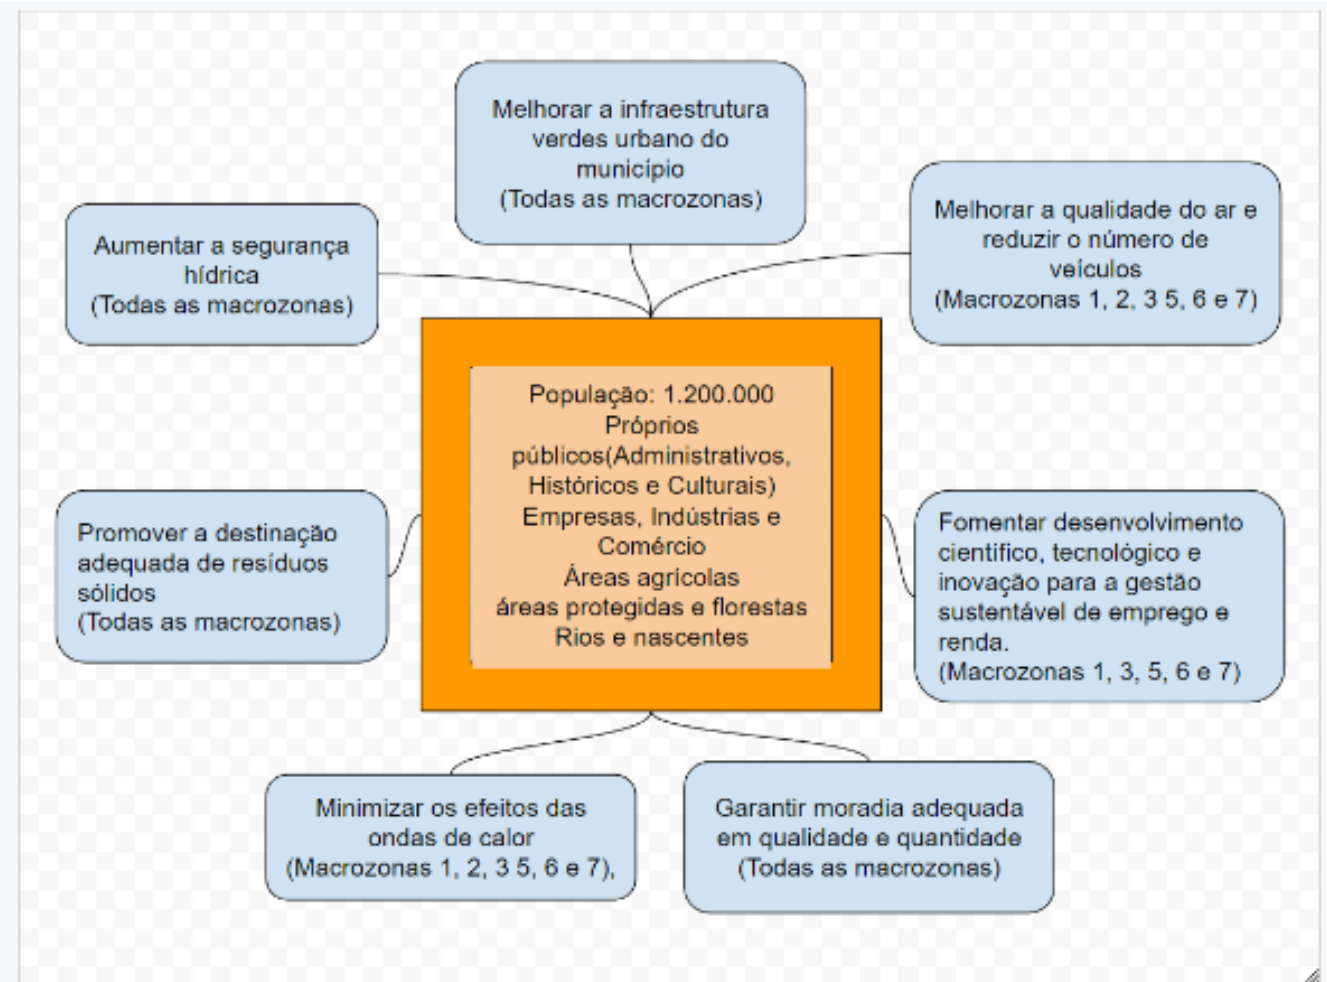 Melhorar a infraestrutura
verdes urbano do
município
(Todas as macrozonas)
Melhorar a qualidade do ar e
reduzir o número de
veículos
(Macrozonas 1, 2, 3 5, 6 e 7)
Aumentar a segurança
hídrica
(Todas as macrozonas)
População: 1.200.000
Próprios
públicos(Administrativos,
Históricos e Culturais)
Empresas, Indústrias e
Comércio
Áreas agrícolas
áreas protegidas e florestas
Rios e nascentes
Promover a destinação
adequada de resíduos
sólidos
(Todas as macrozonas)
Fomentar desenvolvimento
científico, tecnológico e
inovação para a gestão
sustentável de emprego e
renda.
(Macrozonas 1, 3, 5, 6 e 7)
Minimizar os efeitos das
ondas de calor
(Macrozonas 1, 2, 3 5, 6 e 7),
Garantir moradia adequada
em qualidade e quantidade
(Todas as macrozonas)